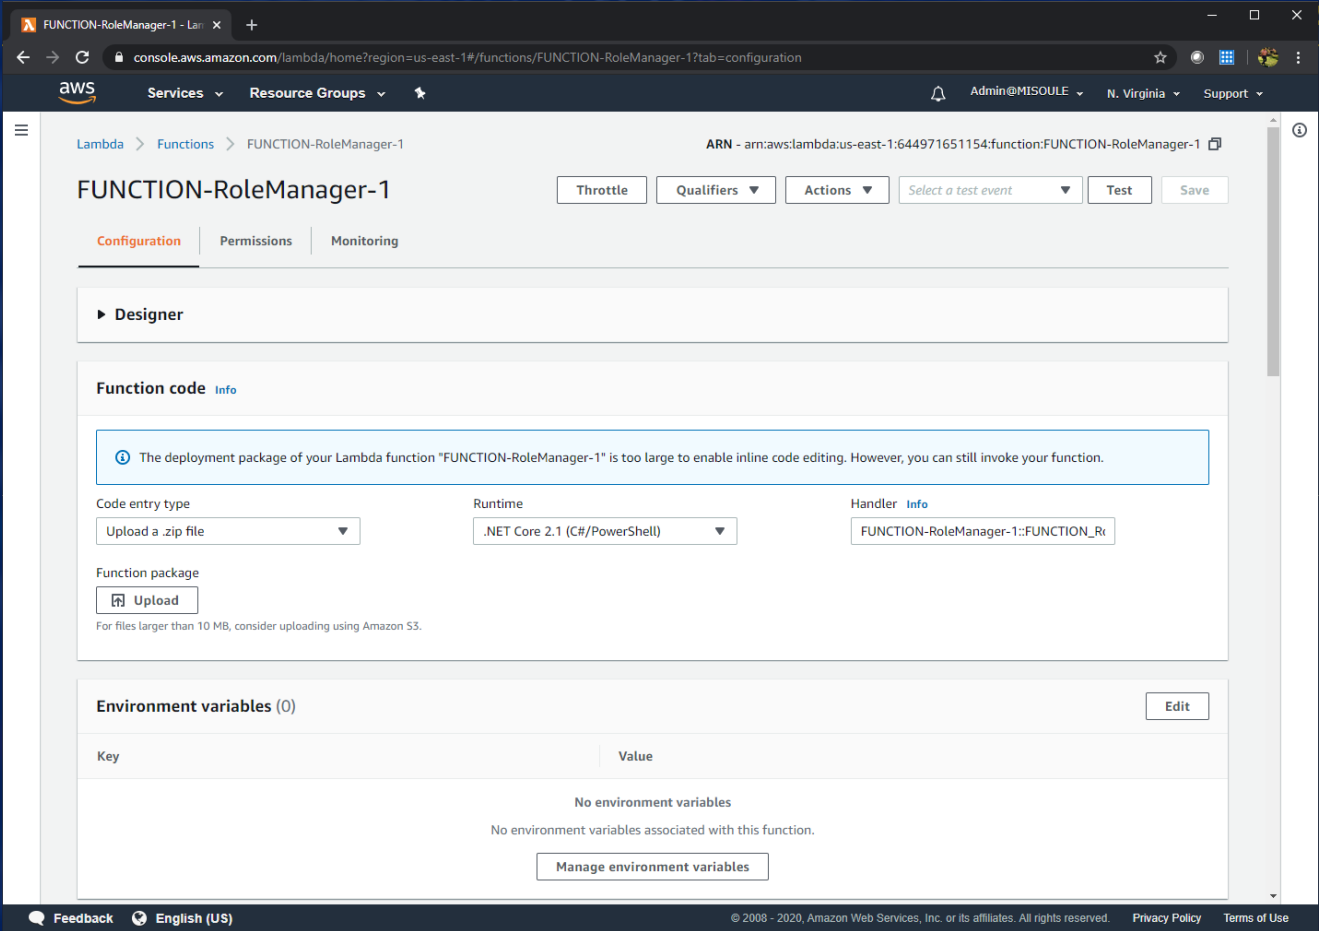 FUNCTION-RoleManager-1 - Lan
console.aws.amazon.com/lambda/home?region=us-east-1#/functions/FUNCTION-RoleManager-1?tab=configuration
aws Services Resource Groups Admin@MISOULE N. Virginia Support
Lambda Functions FUNCTION-RoleManager-1 ARN - arn:aws:lambda:us-east-1:644971651154:function:FUNCTION-RoleManager-1
FUNCTION-RoleManager-1 Throttle Qualifiers Actions Select a test event Test Save
Configuration Permissions Monitoring
Designer
Function code Info
The deployment package of your Lambda function "FUNCTION-RoleManager-1" is too large to enable inline code editing. However, you can still invoke your function.
Code entry type Runtime Handler Info
Upload a .zip file .NET Core 2.1 (C#/PowerShell) FUNCTION-RoleManager-1::FUNCTION_Ro
Function package
Upload
For files larger than 10 MB, consider uploading using Amazon S3.
Environment variables (0) Edit
Key Value
No environment variables
No environment variables associated with this function.
Manage environment variables
Feedback English (US) © 2008 - 2020, Amazon Web Services, Inc. or its affiliates. All rights reserved. Privacy Policy Terms of Use